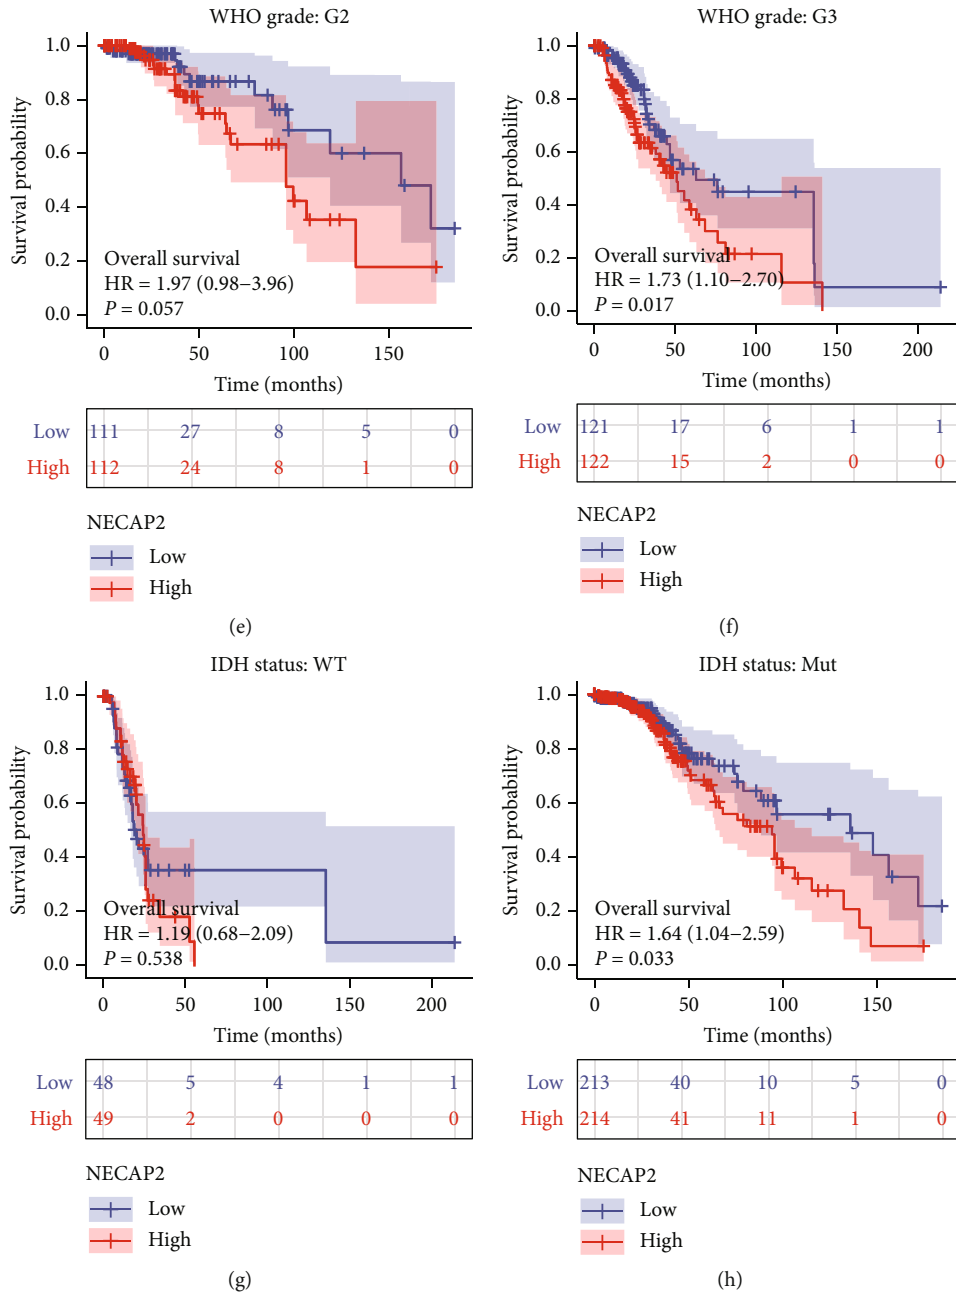 WHO grade: G2
1.0
0.8
0.6
0.4
0.2
0.0
Survival probability
Overall survival
HR = 1.97 (0.98−3.96)
P = 0.057
0 50 100 150
Time (months)
Low 111 27 8 5 0
High 112 24 8 1 0
NECAP2
Low
High
(e)
WHO grade: G3
1.0
0.8
0.6
0.4
0.2
0.0
Survival probability
Overall survival
HR = 1.73 (1.10−2.70)
P = 0.017
0 50 100 150 200
Time (months)
Low 121 17 6 1 1
High 122 15 2 0 0
NECAP2
Low
High
(f)
IDH status: WT
1.0
0.8
0.6
0.4
0.2
0.0
Survival probability
Overall survival
HR = 1.19 (0.68−2.09)
P = 0.538
0 50 100 150 200
Time (months)
Low 48 5 4 1 1
High 49 2 0 0 0
NECAP2
Low
High
(g)
IDH status: Mut
1.0
0.8
0.6
0.4
0.2
0.0
Survival probability
Overall survival
HR = 1.64 (1.04−2.59)
P = 0.033
0 50 100 150
Time (months)
Low 213 40 10 5 0
High 214 41 11 1 0
NECAP2
Low
High
(h)